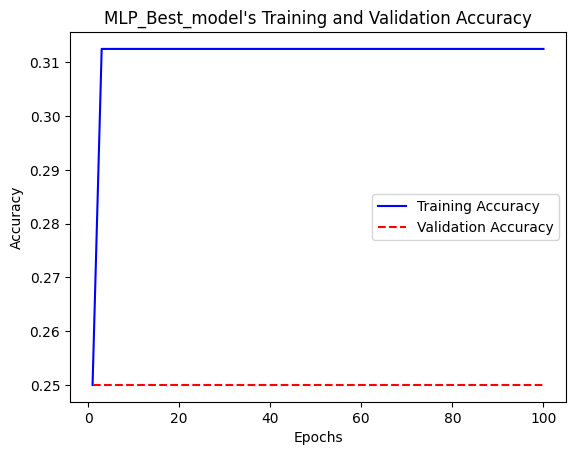 MLP_Best_model's Training and Validation Accuracy
Accuracy
0.31
0.30
0.29
0.28
0.27
0.26
0.25
Training Accuracy
Validation Accuracy
0
20
40
60
80
100
Epochs